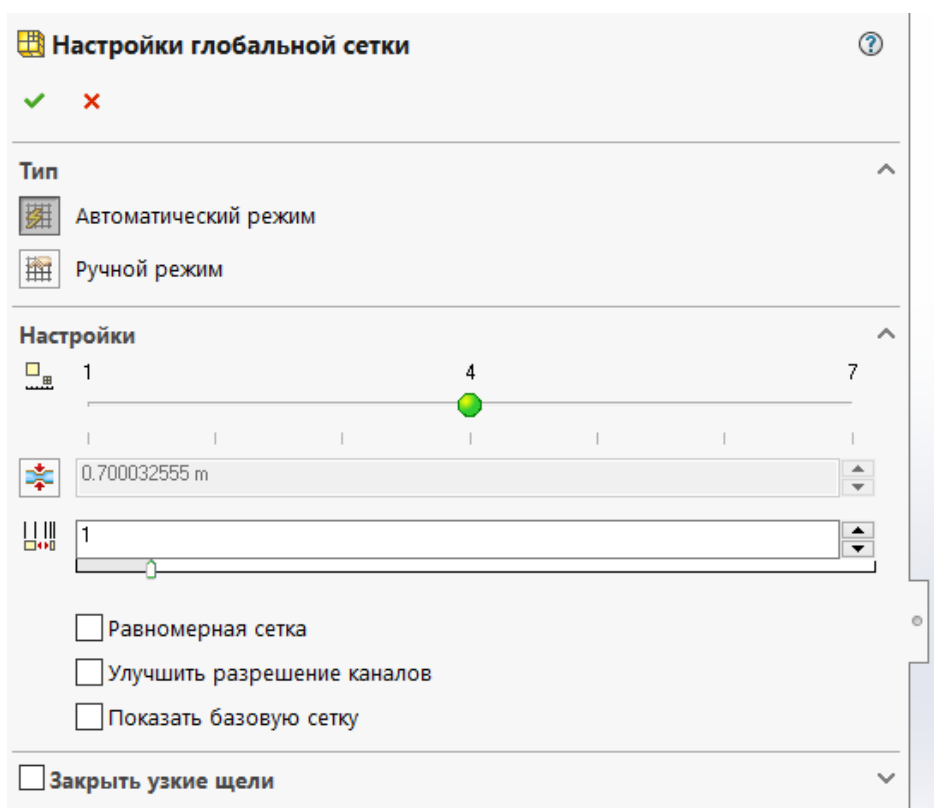 Настройки глобальной сетки
Тип
Автоматический режим
Ручной режим
Настройки
1 4 7
0.700032555 m
1
Равномерная сетка
Улучшить разрешение каналов
Показать базовую сетку
Закрыть узкие щели